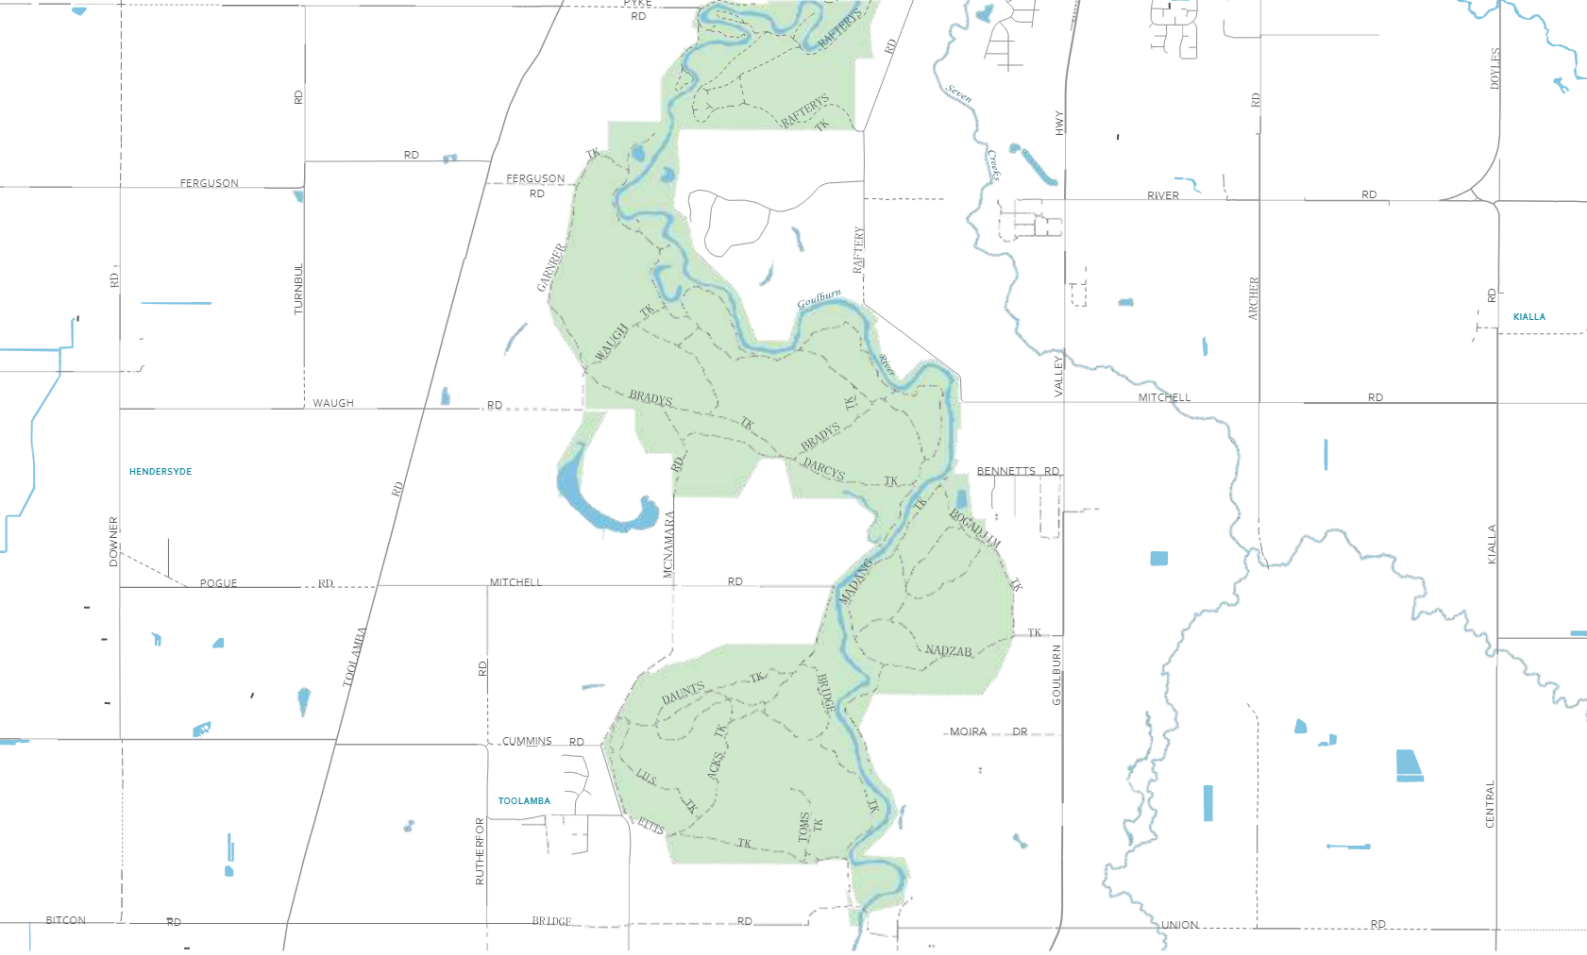 PYKE
RD
RAFTERYS
RD
Seven
DOYLES
RD
RD
HWY
RAFTERYS
TK
Creeks
TK
RD
FERGUSON
FERGUSON
RD
RIVER
RD
RD
TURNBUL
GARNRER
RAFTERY
ARCHER
RD
Goulburn
KIALLA
WAUGH
TK
River
VALLEY
MITCHELL
RD
WAUGH
RD
BRADYS
TK
TK
BRADYS
HENDERSYDE
RD
RD
DARCYS
TK
BENNETTS RD
TK
BOGADJIM
DOWNER
MCNAMARA
KIALLA
POGUE
RD
MITCHELL
RD
MADANG
TK
TK
NADZAB
TOOLAMBA
RD
DAUNTS
TK
BRIDGE
GOULBURN
CUMMINS
RD
TK
MOIRA
DR
ACKS
LILS
TK
TOOLAMBA
TK
CENTRAL
EITTS
TK
TOMS
TK
RUTHERFOR
BITCON
RD
BRIDGE
RD
UNION
RD